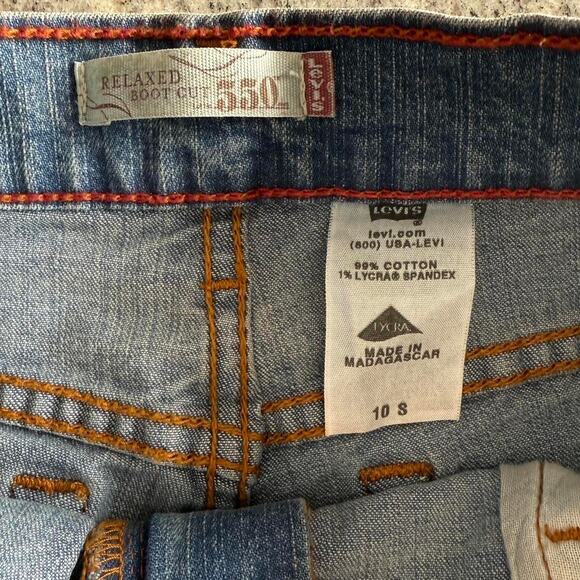 RELAXED
BOOT CUT 550™
Levi's
LEVI'S
levi.com
(800) USA-LEVI
99% COTTON
1% LYCRA® SPANDEX
LYCRA
MADE IN
MADAGASCAR
10 S